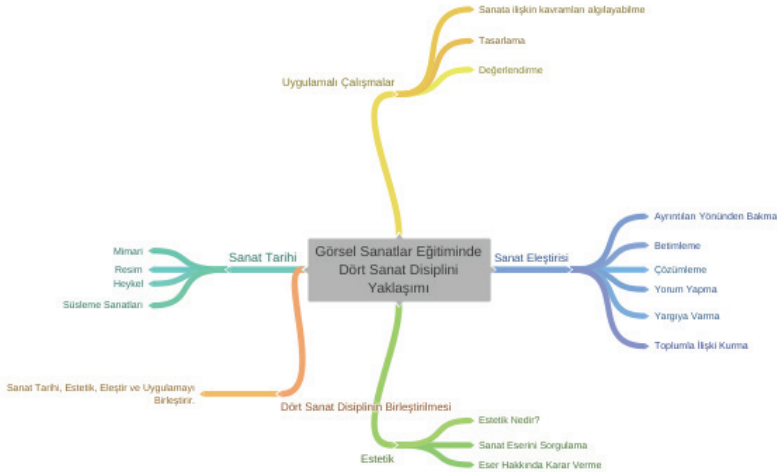 Sanata ilişkin kavramları algılayabilme
Tasarlama
Değerlendirme
Uygulamalı Çalışmalar
Görsel Sanatlar Eğitiminde
Dört Sanat Disiplini
Yaklaşımı
Sanat Tarihi
Mimari
Resim
Heykel
Süsleme Sanatları
Sanat Eleştirisi
Ayrıntıları Yönünden Bakma
Betimleme
Çözümleme
Yorum Yapma
Yargıya Varma
Toplumla İlişki Kurma
Sanat Tarihi, Estetik, Eleştir ve Uygulamayı
Birleştirir.
Dört Sanat Disiplinin Birleştirilmesi
Estetik
Estetik Nedir?
Sanat Eserini Sorgulama
Eser Hakkında Karar Verme